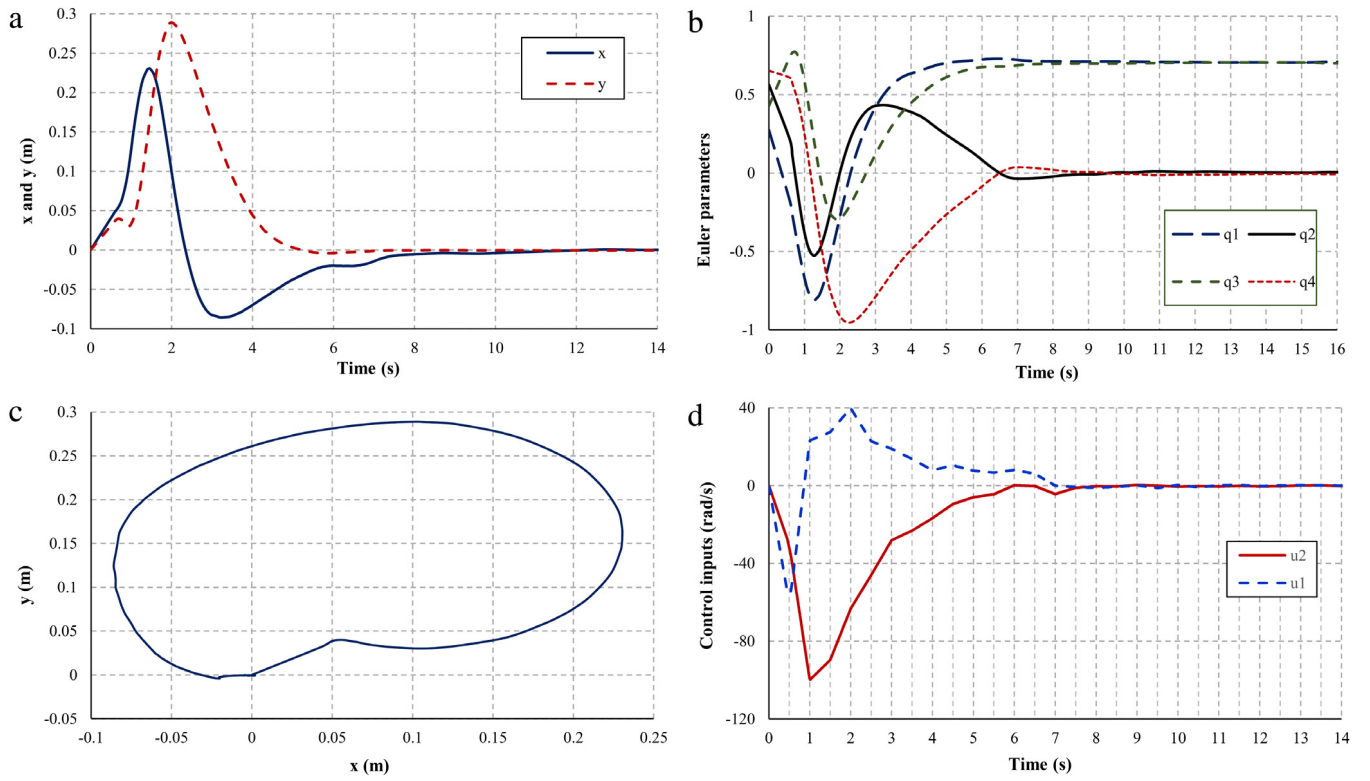 a
0.3
0.25
0.2
0.15
0.1
0.05
0
-0.05
-0.1
x and y (m)
x
y
0 2 4 6 8 10 12 14
Time (s)
b
1
0.5
0
-0.5
-1
Euler parameters
q1 q2
q3 q4
0 1 2 3 4 5 6 7 8 9 10 11 12 13 14 15 16
Time (s)
c
0.3
0.25
0.2
0.15
0.1
0.05
0
-0.05
y (m)
-0.1 -0.05 0 0.05 0.1 0.15 0.2 0.25
x (m)
d
40
0
-40
-80
-120
Control inputs (rad/s)
u2
u1
0 1 2 3 4 5 6 7 8 9 10 11 12 13 14
Time (s)